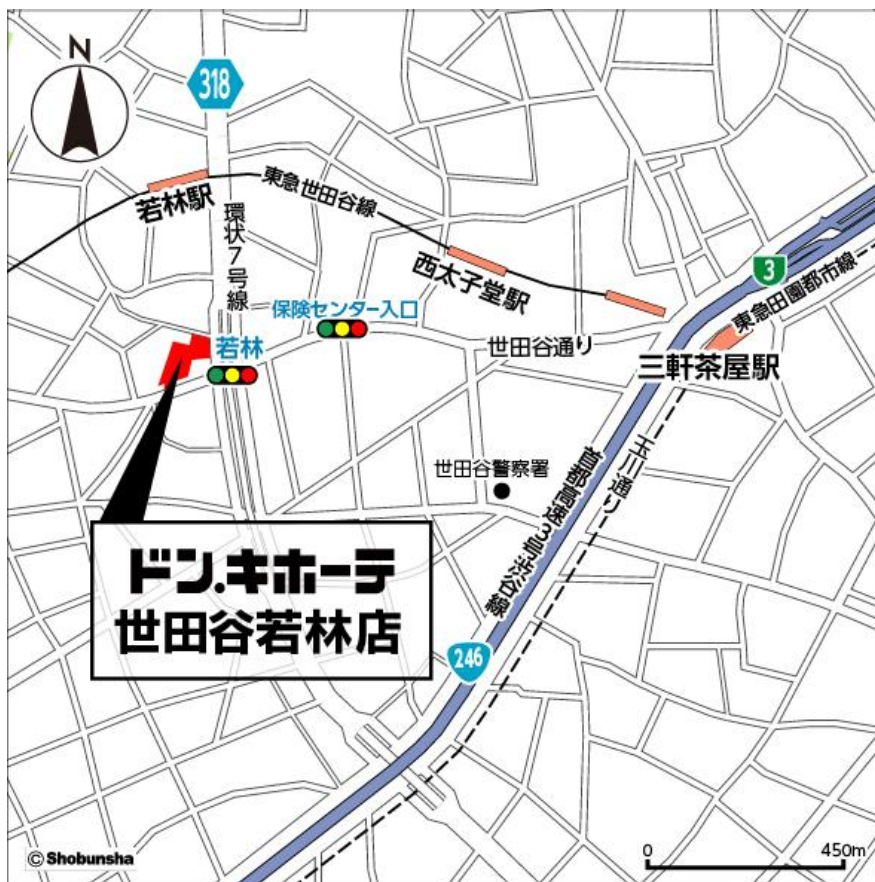 N
318
若林駅
東急世田谷線
環状7号線
西太子堂駅
3
東急田園都市線
保険センター入口
若林
世田谷通り
三軒茶屋駅
世田谷警察署
首都高速3号渋谷線
玉川通り
ドン.キホーテ
世田谷若林店
246
© Shobunsha
0 450m